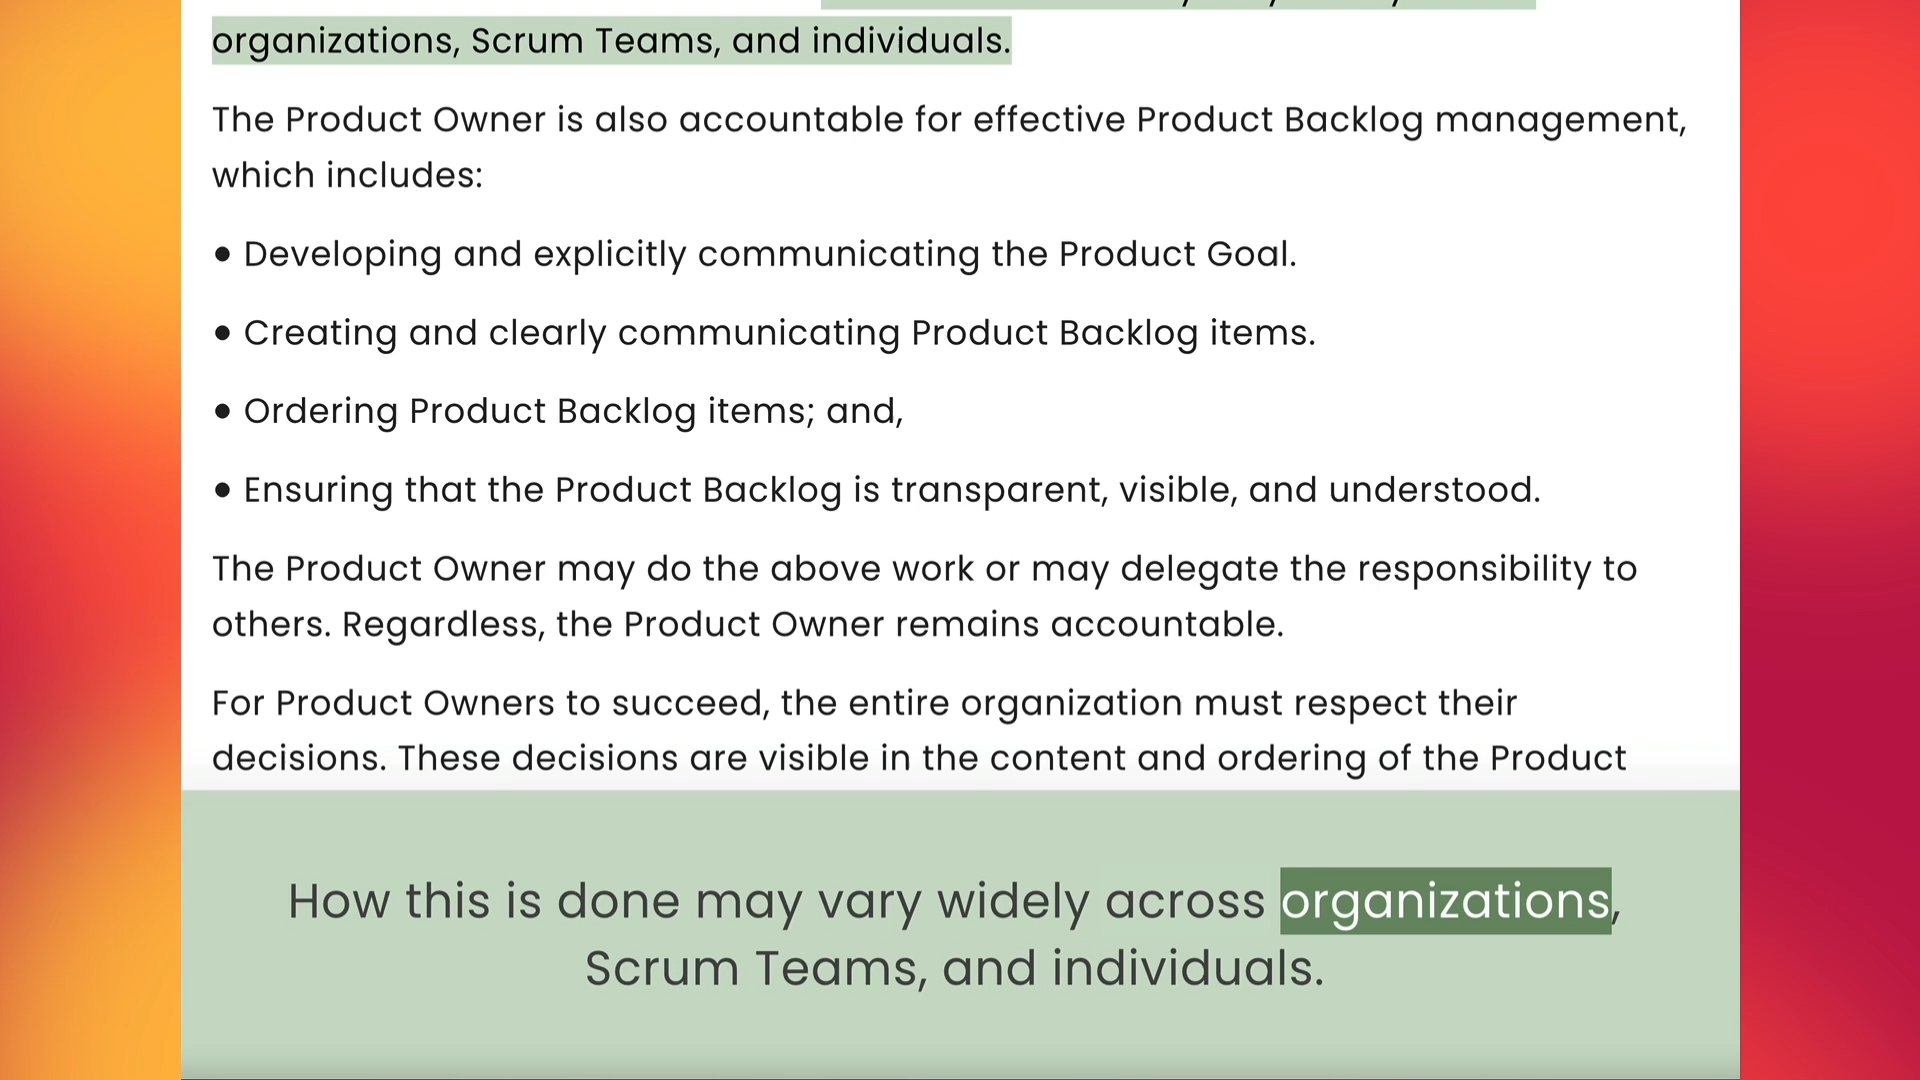 organizations, Scrum Teams, and individuals.
The Product Owner is also accountable for effective Product Backlog management,
which includes:
● Developing and explicitly communicating the Product Goal.
● Creating and clearly communicating Product Backlog items.
● Ordering Product Backlog items; and,
● Ensuring that the Product Backlog is transparent, visible, and understood.
The Product Owner may do the above work or may delegate the responsibility to
others. Regardless, the Product Owner remains accountable.
For Product Owners to succeed, the entire organization must respect their
decisions. These decisions are visible in the content and ordering of the Product
How this is done may vary widely across organizations,
Scrum Teams, and individuals.